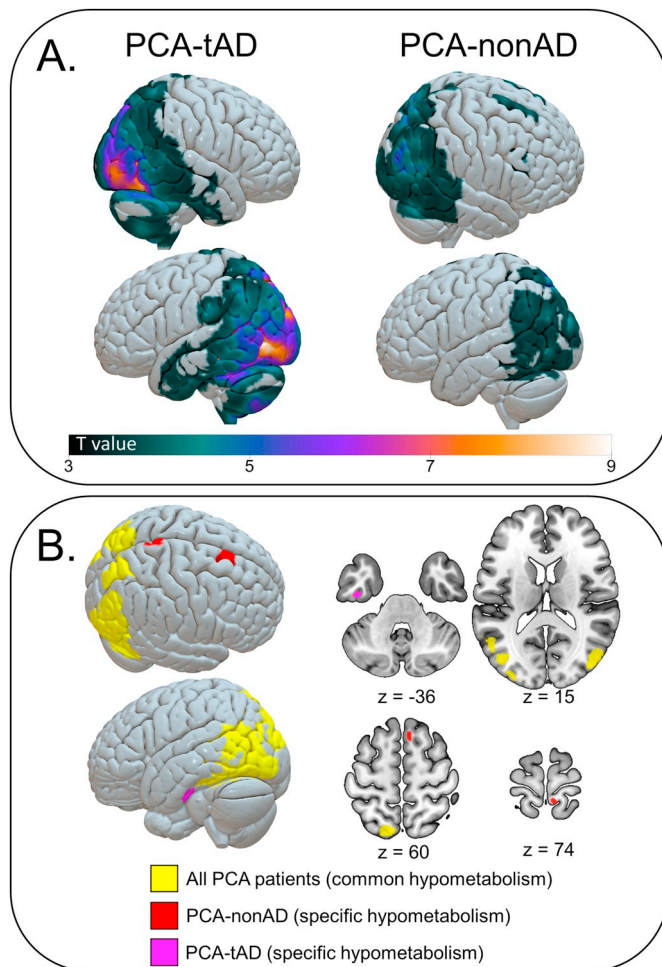 A.
PCA-tAD
PCA-nonAD
T value
3
5
7
9
B.
z = -36
z = 15
z = 60
z = 74
All PCA patients (common hypometabolism)
PCA-nonAD (specific hypometabolism)
PCA-tAD (specific hypometabolism)